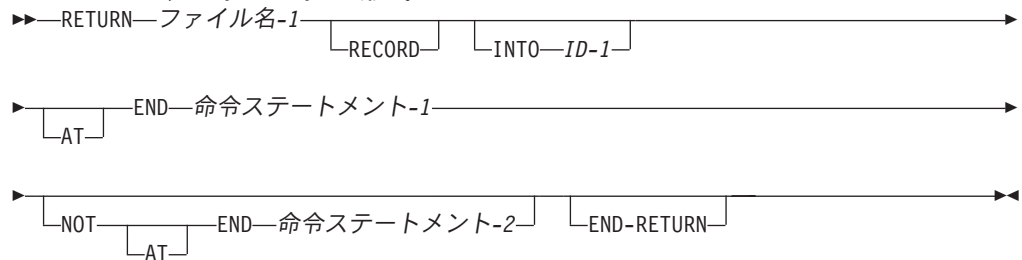 RETURN ファイル名-1
RECORD INTO ID-1
END 命令ステートメント-1
AT
NOT END 命令ステートメント-2 END-RETURN
AT